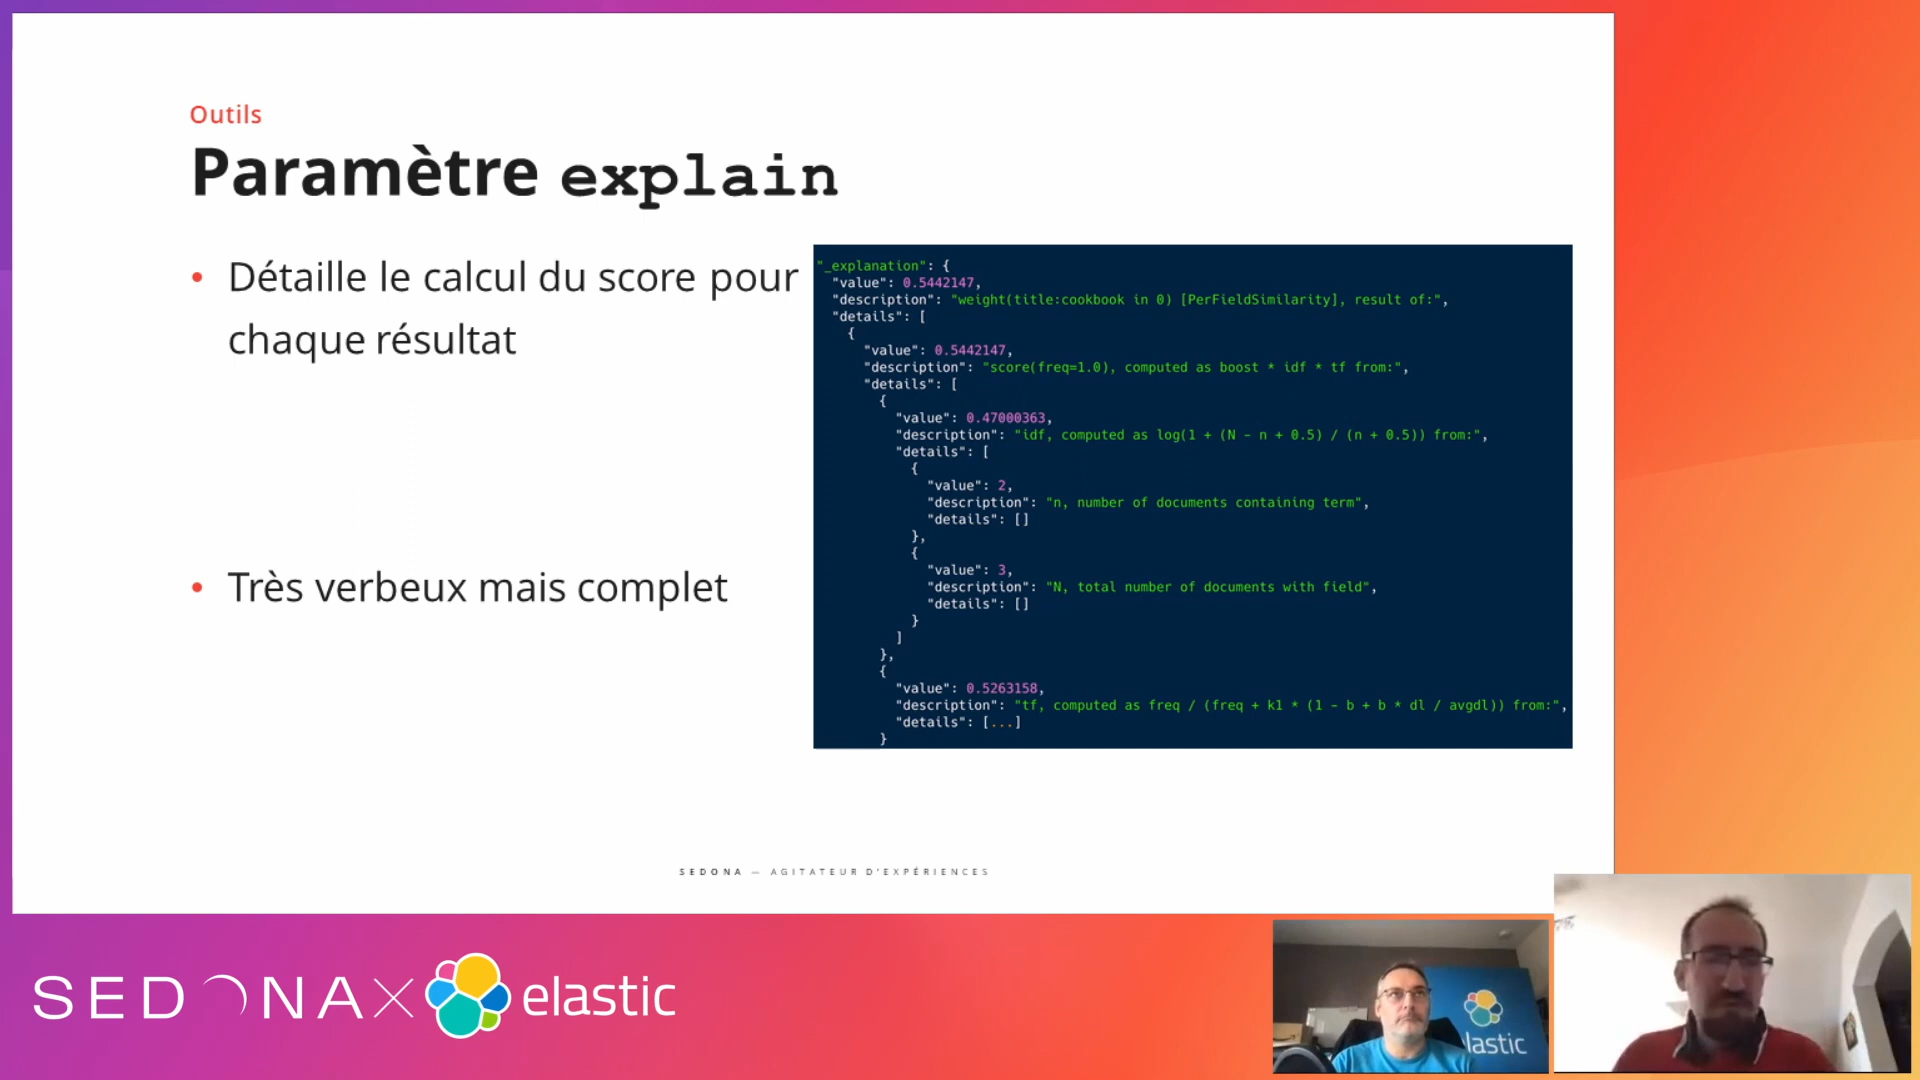 Outils
Paramètre explain
• Détaille le calcul du score pour
chaque résultat
• Très verbeux mais complet
"_explanation": {
"value": 0.5442147,
"description": "weight(title:cookbook in 0) [PerFieldSimilarity], result of:",
"details": [
{
"value": 0.5442147,
"description": "score(freq=1.0), computed as boost * idf * tf from:",
"details": [
{
"value": 0.47000363,
"description": "idf, computed as log(1 + (N - n + 0.5) / (n + 0.5)) from:",
"details": [
{
"value": 2,
"description": "n, number of documents containing term",
"details": []
},
{
"value": 3,
"description": "N, total number of documents with field",
"details": []
}
]
},
{
"value": 0.5263158,
"description": "tf, computed as freq / (freq + k1 * (1 - b + b * dl / avgdl)) from:",
"details": [...]
}
SEDONA — AGITATEUR D'EXPÉRIENCES
SEDONA X elastic
lastic